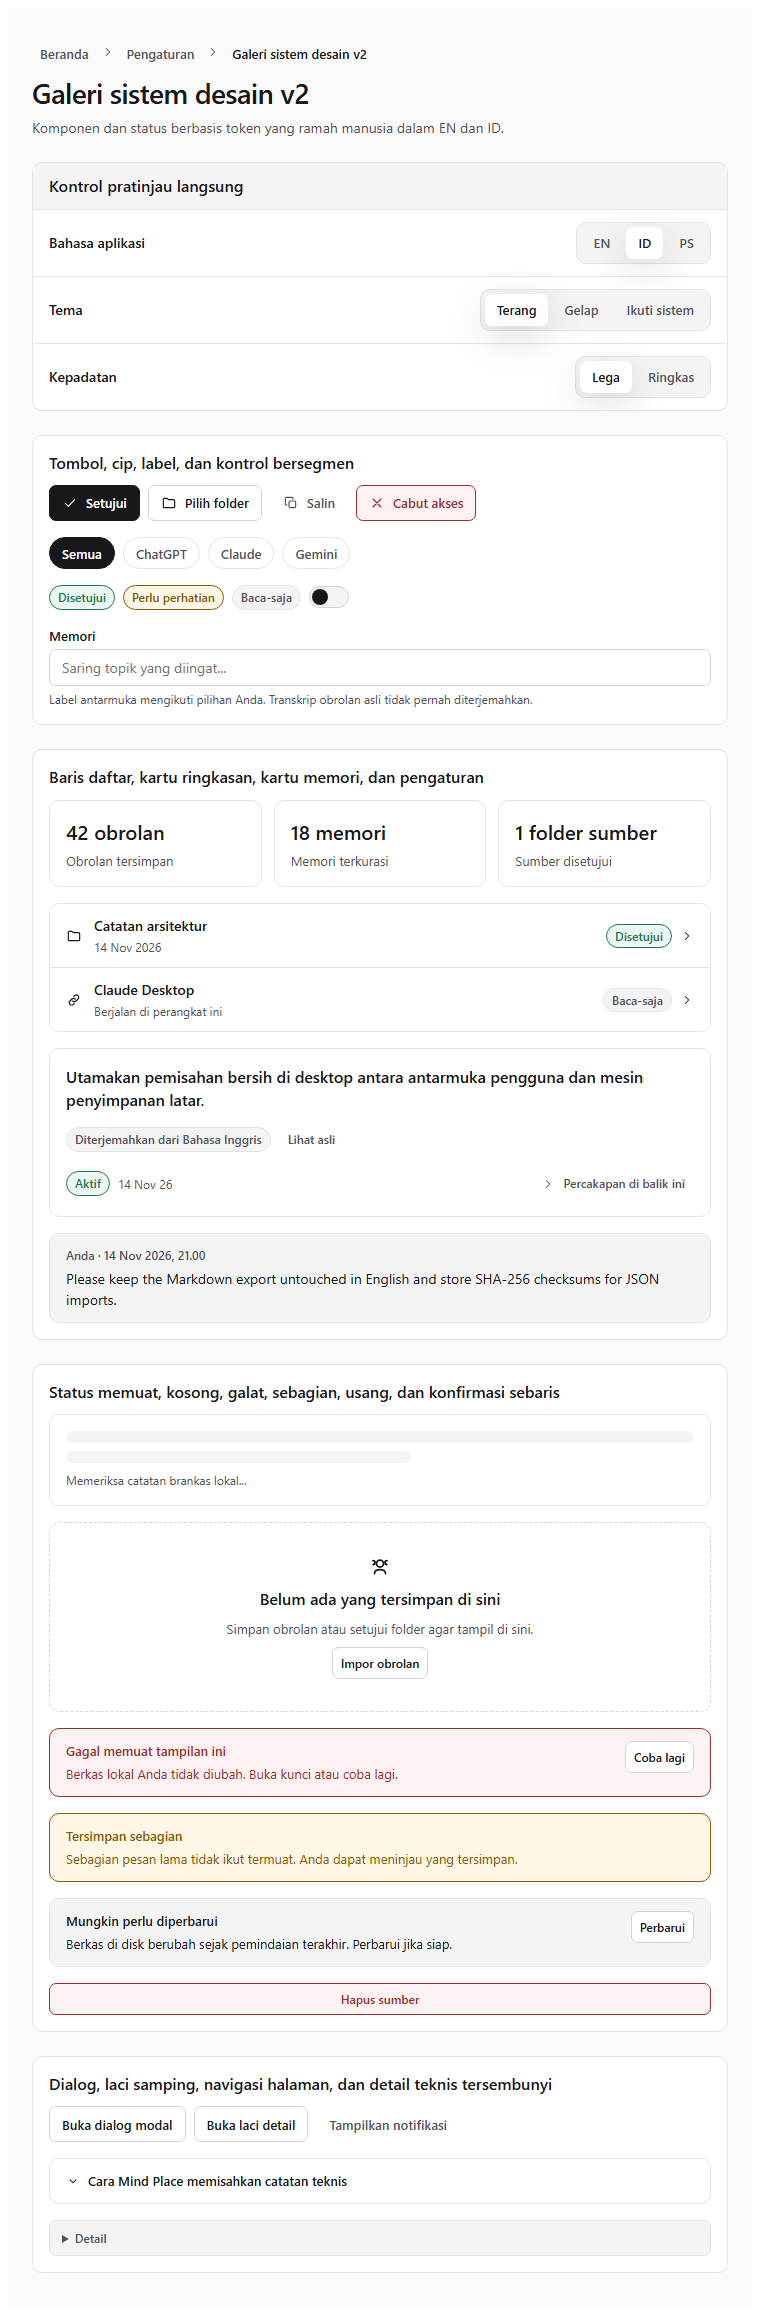 Beranda
Pengaturan
Galeri sistem desain v2
Galeri sistem desain v2
Komponen dan status berbasis token yang ramah manusia dalam EN dan ID.
Kontrol pratinjau langsung
Bahasa aplikasi
EN
ID
PS
Tema
Terang
Gelap
Ikuti sistem
Kepadatan
Lega
Ringkas
Tombol, cip, label, dan kontrol bersegmen
Setujui
Pilih folder
Salin
Cabut akses
Semua
ChatGPT
Claude
Gemini
Disetujui
Perlu perhatian
Baca-saja
Memori
Saring topik yang diingat...
Label antarmuka mengikuti pilihan Anda. Transkrip obrolan asli tidak pernah diterjemahkan.
Baris daftar, kartu ringkasan, kartu memori, dan pengaturan
42 obrolan
Obrolan tersimpan
18 memori
Memori terkurasi
1 folder sumber
Sumber disetujui
Catatan arsitektur
14 Nov 2026
Disetujui
Claude Desktop
Berjalan di perangkat ini
Baca-saja
Utamakan pemisahan bersih di desktop antara antarmuka pengguna dan mesin
penyimpanan latar.
Diterjemahkan dari Bahasa Inggris
Lihat asli
Aktif
14 Nov 26
Percakapan di balik ini
Anda · 14 Nov 2026, 21.00
Please keep the Markdown export untouched in English and store SHA-256 checksums for JSON
imports.
Status memuat, kosong, galat, sebagian, usang, dan konfirmasi sebaris
Memeriksa catatan brankas lokal...
Belum ada yang tersimpan di sini
Simpan obrolan atau setujui folder agar tampil di sini.
Impor obrolan
Gagal memuat tampilan ini
Berkas lokal Anda tidak diubah. Buka kunci atau coba lagi.
Coba lagi
Tersimpan sebagian
Sebagian pesan lama tidak ikut termuat. Anda dapat meninjau yang tersimpan.
Mungkin perlu diperbarui
Berkas di disk berubah sejak pemindaian terakhir. Perbarui jika siap.
Perbarui
Hapus sumber
Dialog, laci samping, navigasi halaman, dan detail teknis tersembunyi
Buka dialog modal
Buka laci detail
Tampilkan notifikasi
Cara Mind Place memisahkan catatan teknis
Detail